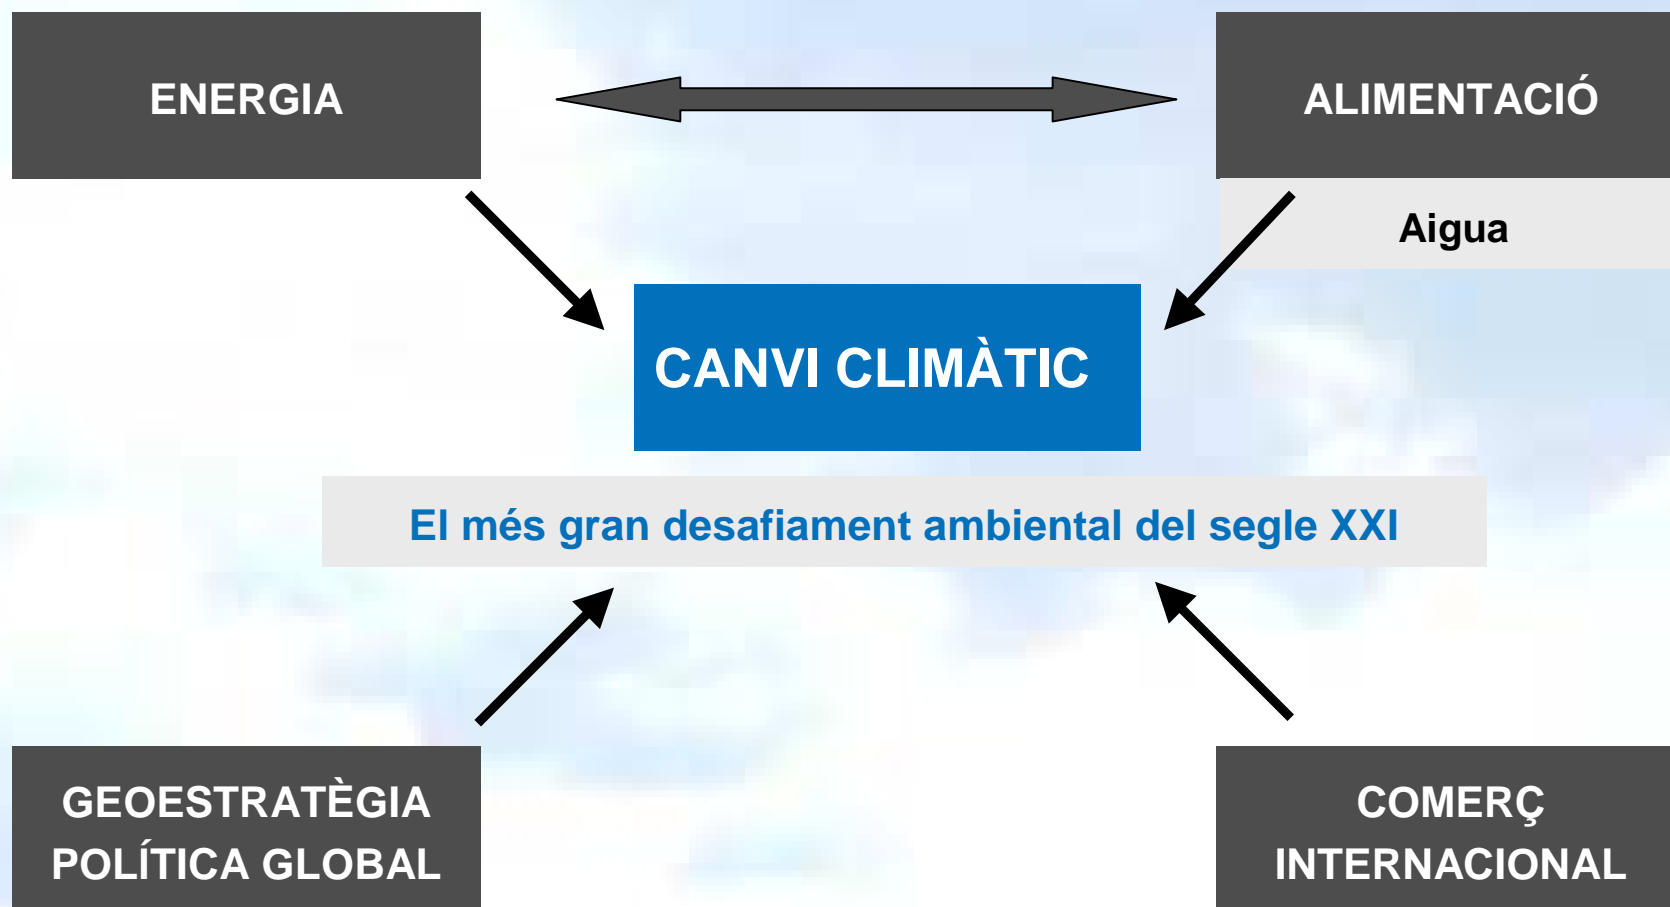 ENERGIA
ALIMENTACIÓ
Aigua
CANVI CLIMÀTIC
El més gran desafiament ambiental del segle XXI
GEOESTRATÈGIA
POLÍTICA GLOBAL
COMERÇ
INTERNACIONAL